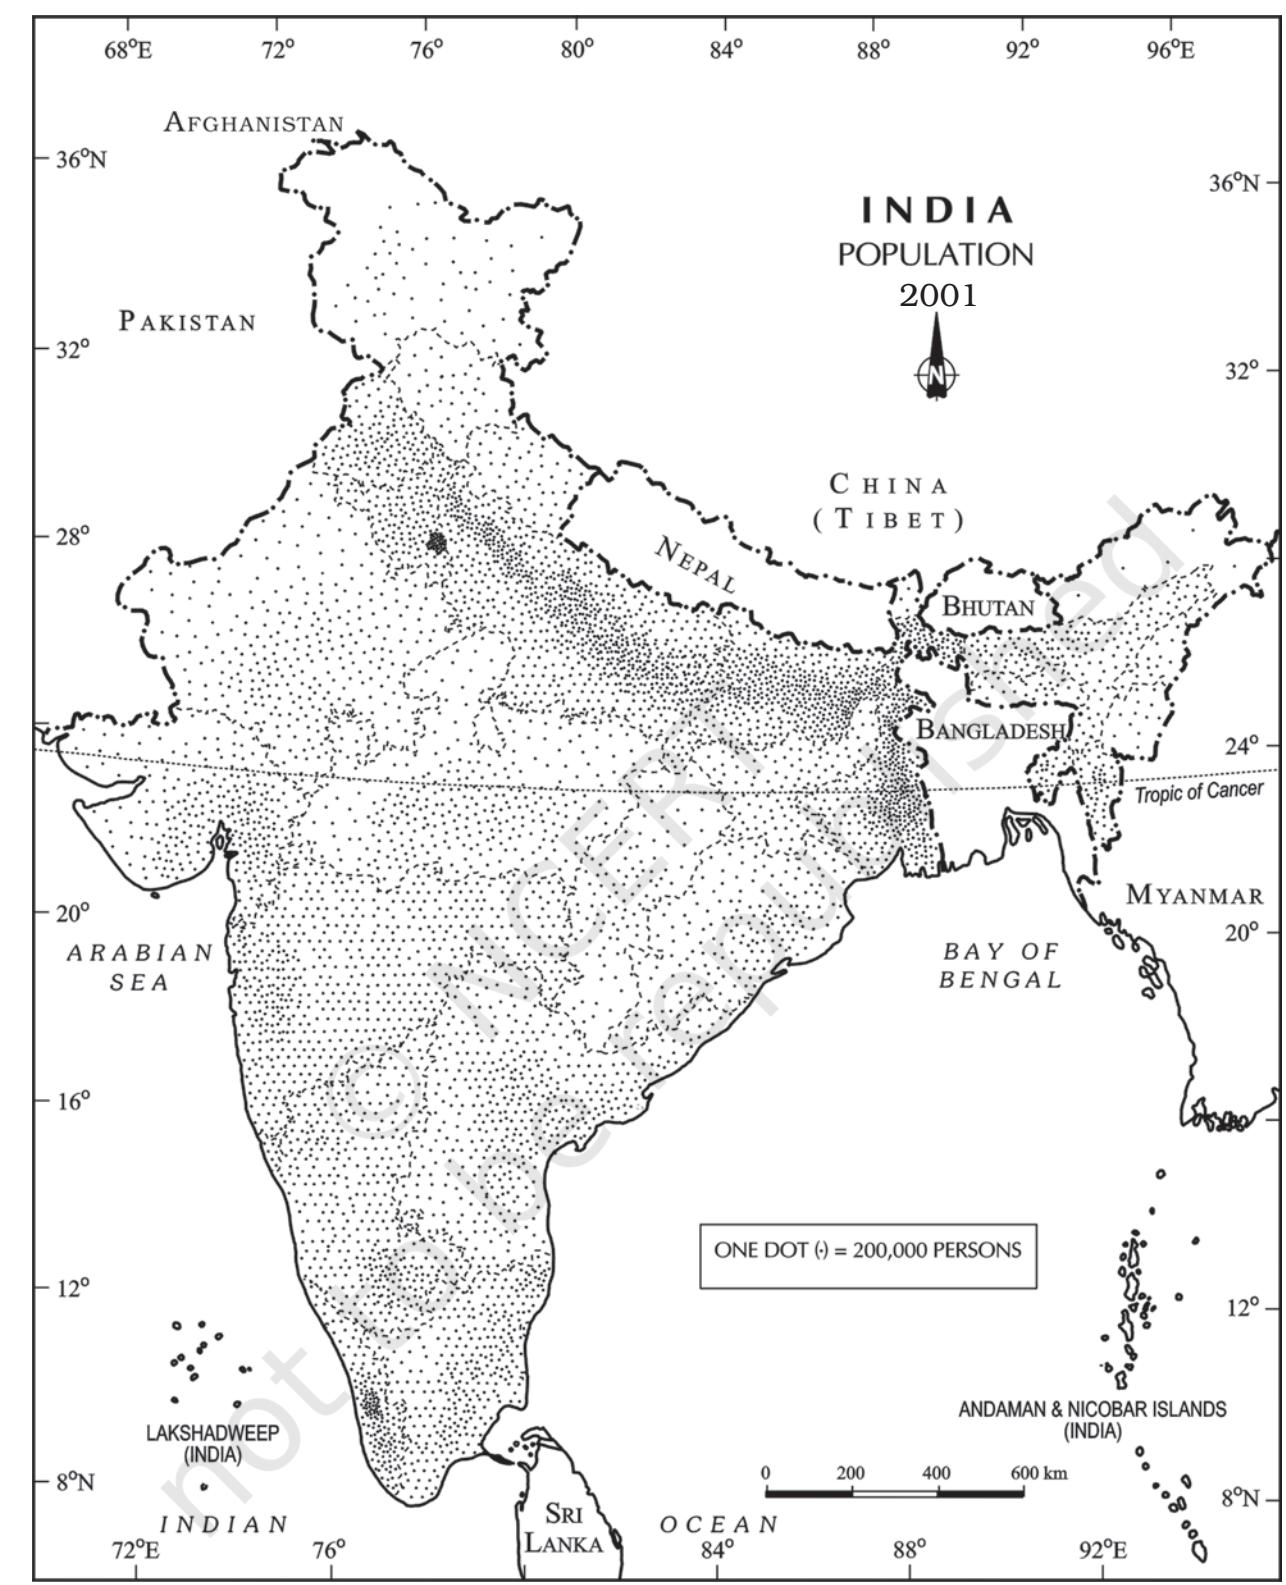 68°E 72° 76° 80° 84° 88° 92° 96°E
AFGHANISTAN
36°N
36°N
INDIA
POPULATION
2001
PAKISTAN
N
32°
32°
CHINA
(TIBET)
28°
NEPAL
BHUTAN
BANGLADESH
24°
Tropic of Cancer
MYANMAR
20°
20°
ARABIAN
SEA
BAY OF
BENGAL
© NCERT
not to be republished
16°
ONE DOT (·) = 200,000 PERSONS
12°
12°
ANDAMAN & NICOBAR ISLANDS
(INDIA)
LAKSHADWEEP
(INDIA)
0 200 400 600 km
8°N
8°N
SRI
LANKA
INDIAN OCEAN
72°E 76° 84° 88° 92°E